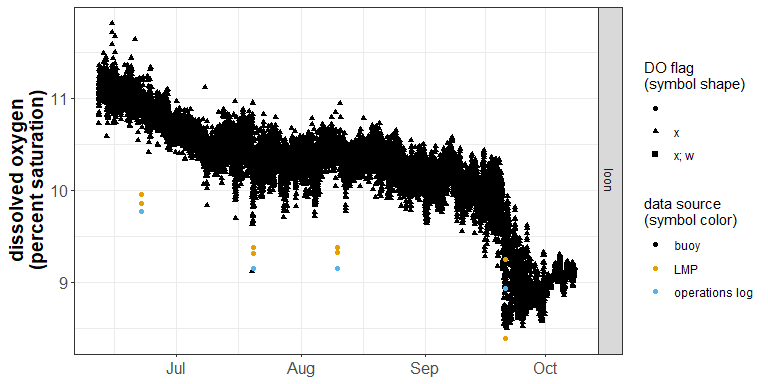 dissolved oxygen
(percent saturation)
11
10
9
Jul
Aug
Sep
Oct
loon
DO flag
(symbol shape)
x
x; w
data source
(symbol color)
buoy
LMP
operations log